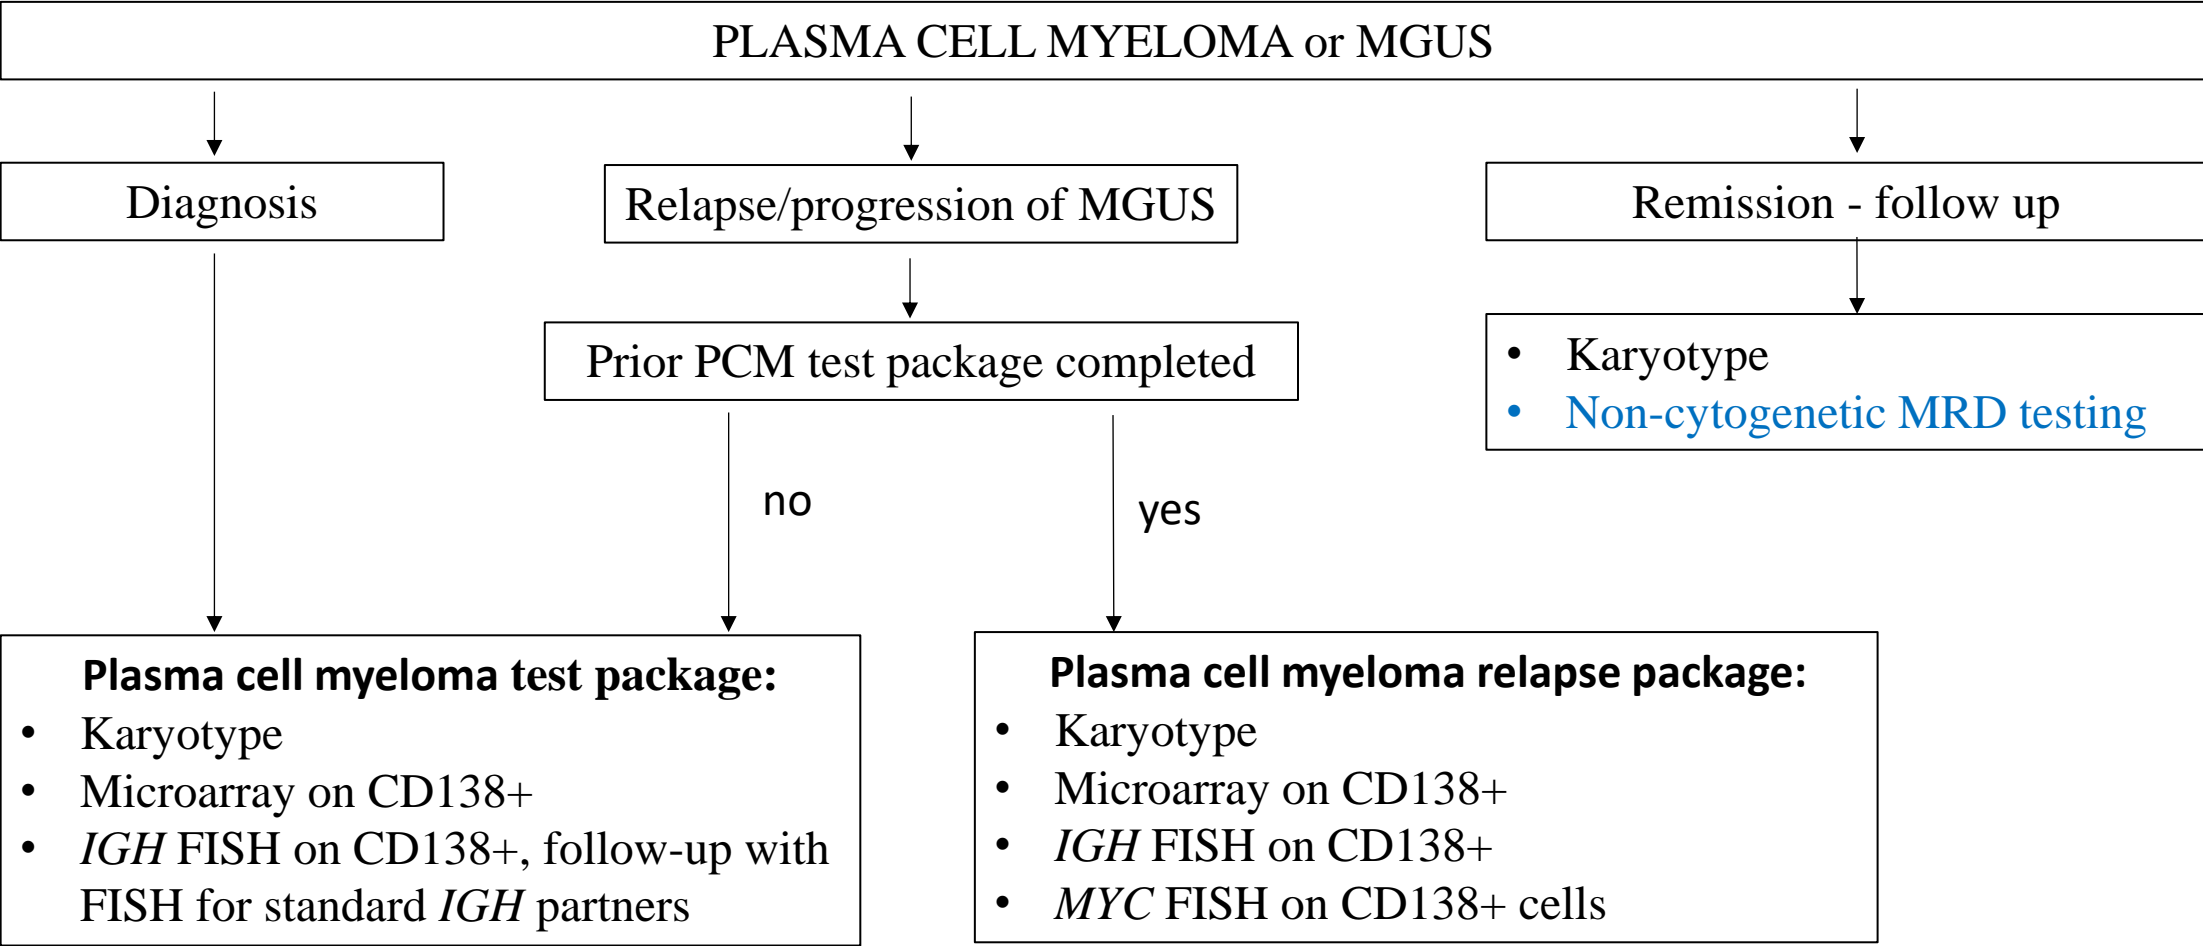 PLASMA CELL MYELOMA or MGUS
Diagnosis
Relapse/progression of MGUS
Remission - follow up
Prior PCM test package completed
• Karyotype
• Non-cytogenetic MRD testing
no
yes
Plasma cell myeloma test package:
• Karyotype
• Microarray on CD138+
• IGH FISH on CD138+, follow-up with
FISH for standard IGH partners
Plasma cell myeloma relapse package:
• Karyotype
• Microarray on CD138+
• IGH FISH on CD138+
• MYC FISH on CD138+ cells